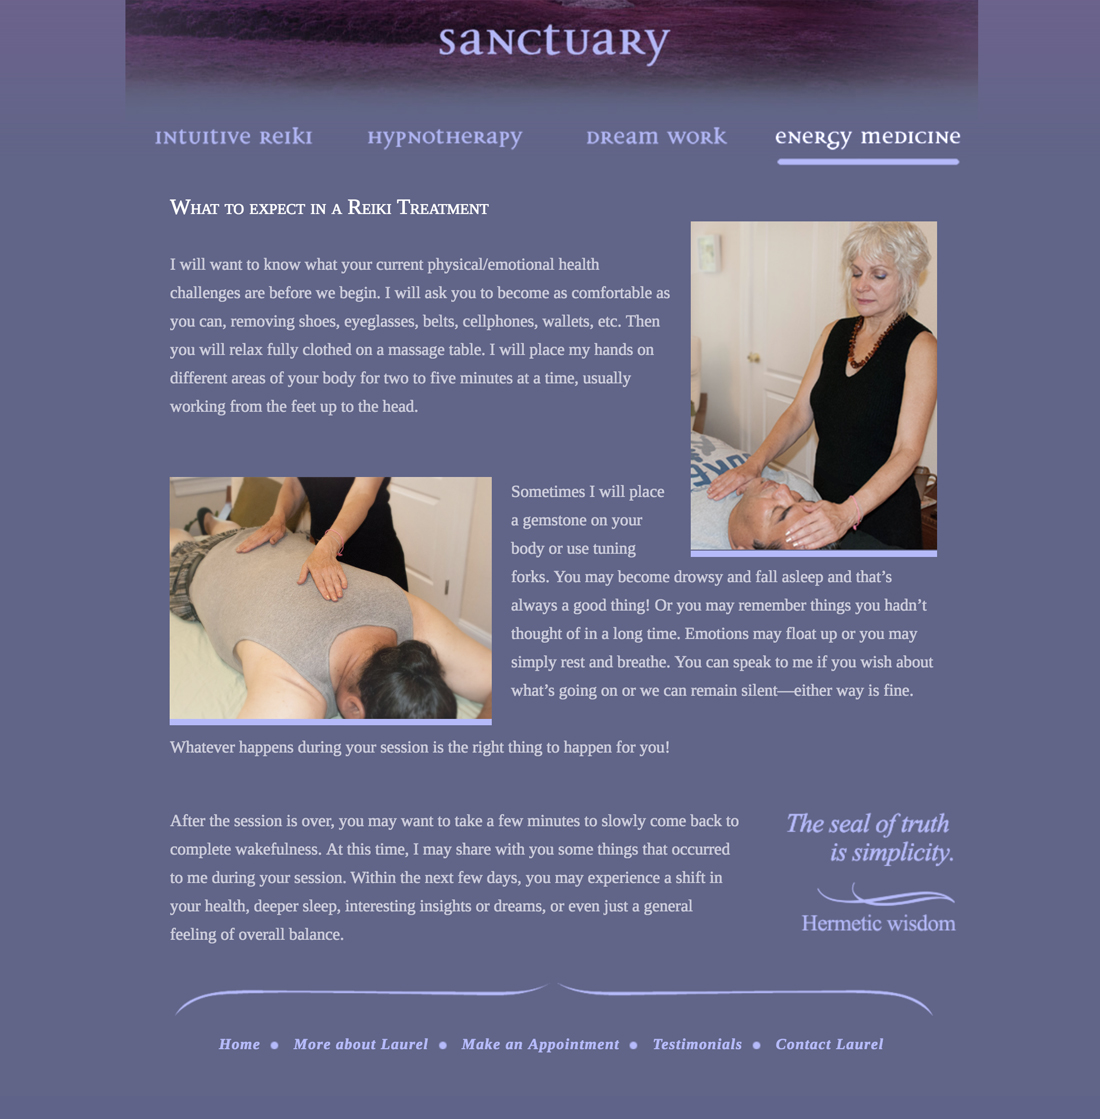 sanctuary
intuitive reiki hypnotherapy dream work energy medicine
What to expect in a Reiki Treatment
I will want to know what your current physical/emotional health
challenges are before we begin. I will ask you to become as comfortable as
you can, removing shoes, eyeglasses, belts, cellphones, wallets, etc. Then
you will relax fully clothed on a massage table. I will place my hands on
different areas of your body for two to five minutes at a time, usually
working from the feet up to the head.
Sometimes I will place
a gemstone on your
body or use tuning
forks. You may become drowsy and fall asleep and that’s
always a good thing! Or you may remember things you hadn’t
thought of in a long time. Emotions may float up or you may
simply rest and breathe. You can speak to me if you wish about
what’s going on or we can remain silent—either way is fine.
Whatever happens during your session is the right thing to happen for you!
After the session is over, you may want to take a few minutes to slowly come back to
complete wakefulness. At this time, I may share with you some things that occurred
to me during your session. Within the next few days, you may experience a shift in
your health, deeper sleep, interesting insights or dreams, or even just a general
feeling of overall balance.
The seal of truth
is simplicity.
Hermetic wisdom
Home • More about Laurel • Make an Appointment • Testimonials • Contact Laurel